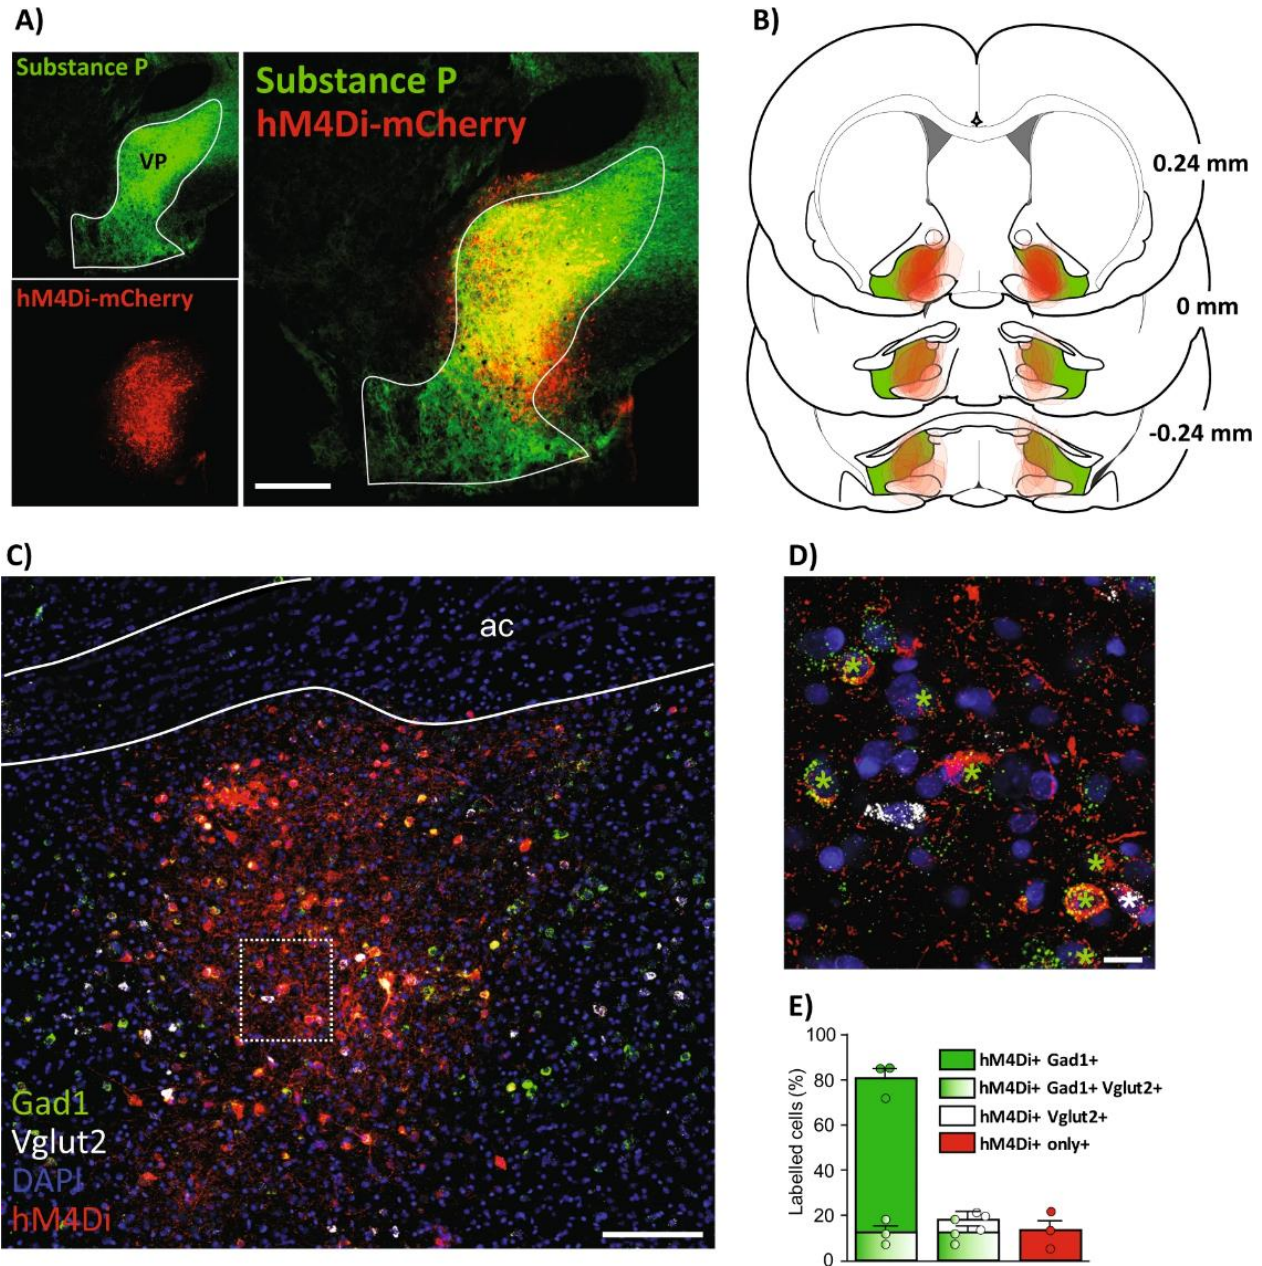 A)
Substance P
VP
hM4Di-mCherry
Substance P
hM4Di-mCherry
B)
0.24 mm
0 mm
-0.24 mm
C)
ac
Gad1
Vglut2
DAPI
hM4Di
D)
*
*
*
*
*
*
*
*
E)
Labelled cells (%)
100
80
60
40
20
0
hM4Di+ Gad1+
hM4Di+ Gad1+ Vglut2+
hM4Di+ Vglut2+
hM4Di+ only+